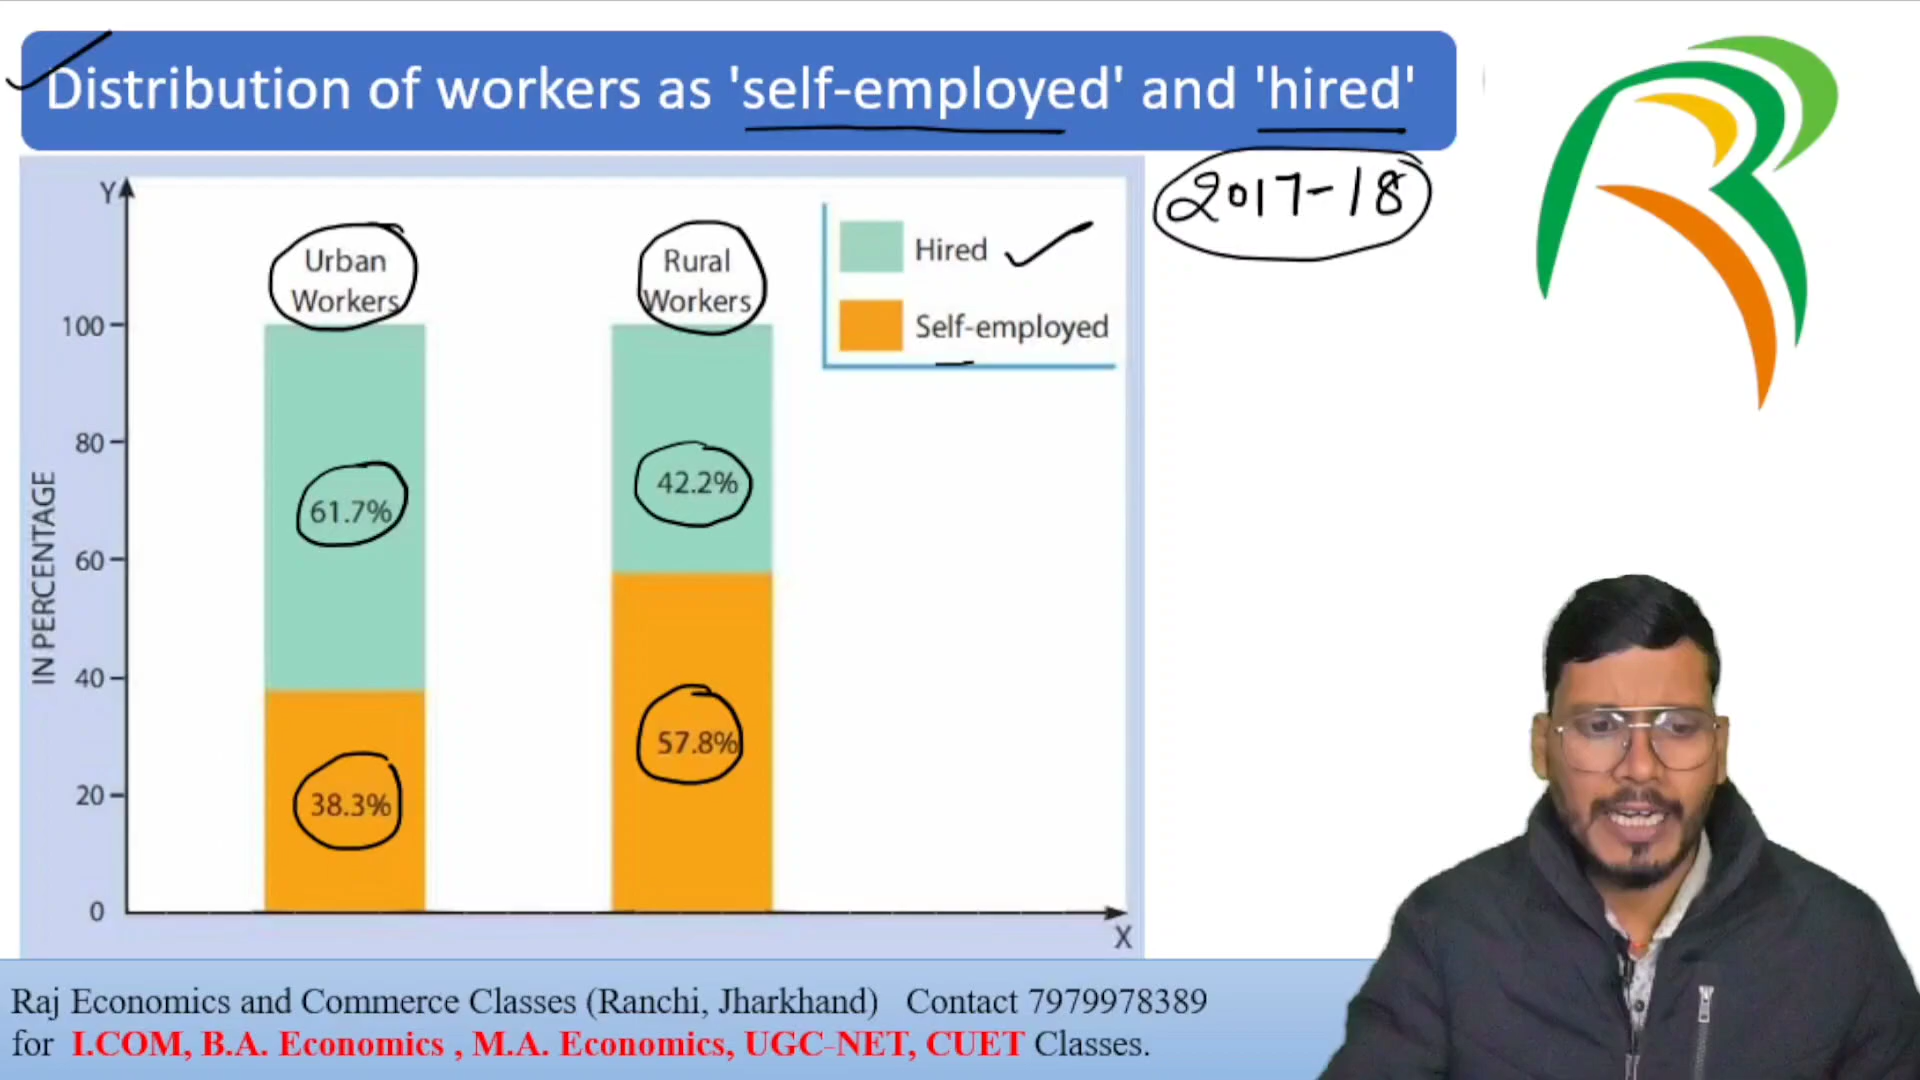 Distribution of workers as 'self-employed' and 'hired'
2017-18
Y
Urban
Workers
Rural
Workers
Hired
Self-employed
100
80
60
40
20
0
IN PERCENTAGE
61.7%
42.2%
38.3%
57.8%
X
Raj Economics and Commerce Classes (Ranchi, Jharkhand) Contact 7979978389
for I.COM, B.A. Economics , M.A. Economics, UGC-NET, CUET Classes.